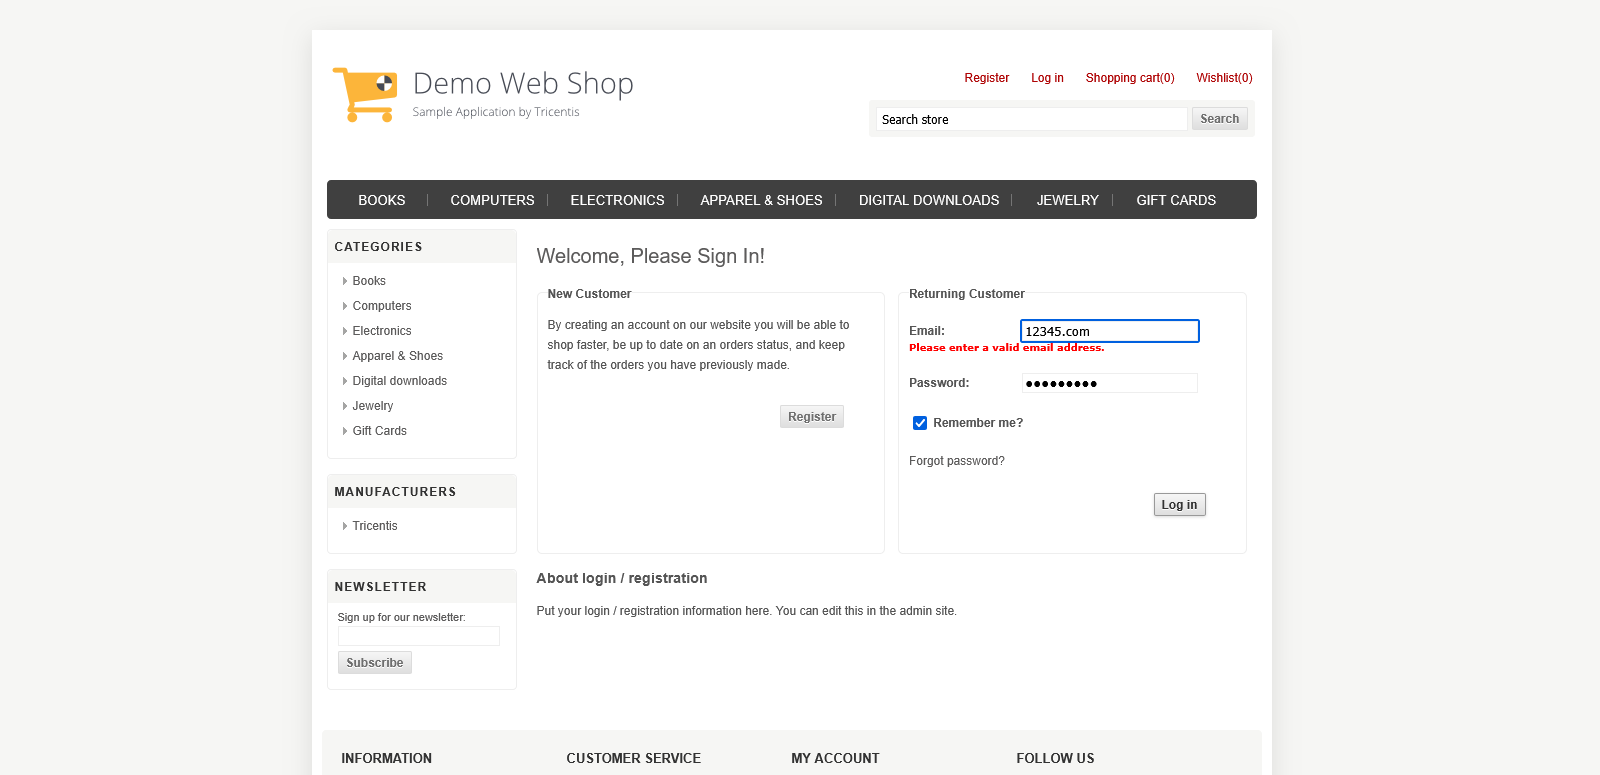 Demo Web Shop
Sample Application by Tricentis
Register Log in Shopping cart(0) Wishlist(0)
Search store Search
BOOKS COMPUTERS ELECTRONICS APPAREL & SHOES DIGITAL DOWNLOADS JEWELRY GIFT CARDS
CATEGORIES
Books
Computers
Electronics
Apparel & Shoes
Digital downloads
Jewelry
Gift Cards
MANUFACTURERS
Tricentis
NEWSLETTER
Sign up for our newsletter:
Subscribe
Welcome, Please Sign In!
New Customer
By creating an account on our website you will be able to
shop faster, be up to date on an orders status, and keep
track of the orders you have previously made.
Register
Returning Customer
Email: 12345.com
Please enter a valid email address.
Password: •••••••••
Remember me?
Forgot password?
Log in
About login / registration
Put your login / registration information here. You can edit this in the admin site.
INFORMATION CUSTOMER SERVICE MY ACCOUNT FOLLOW US